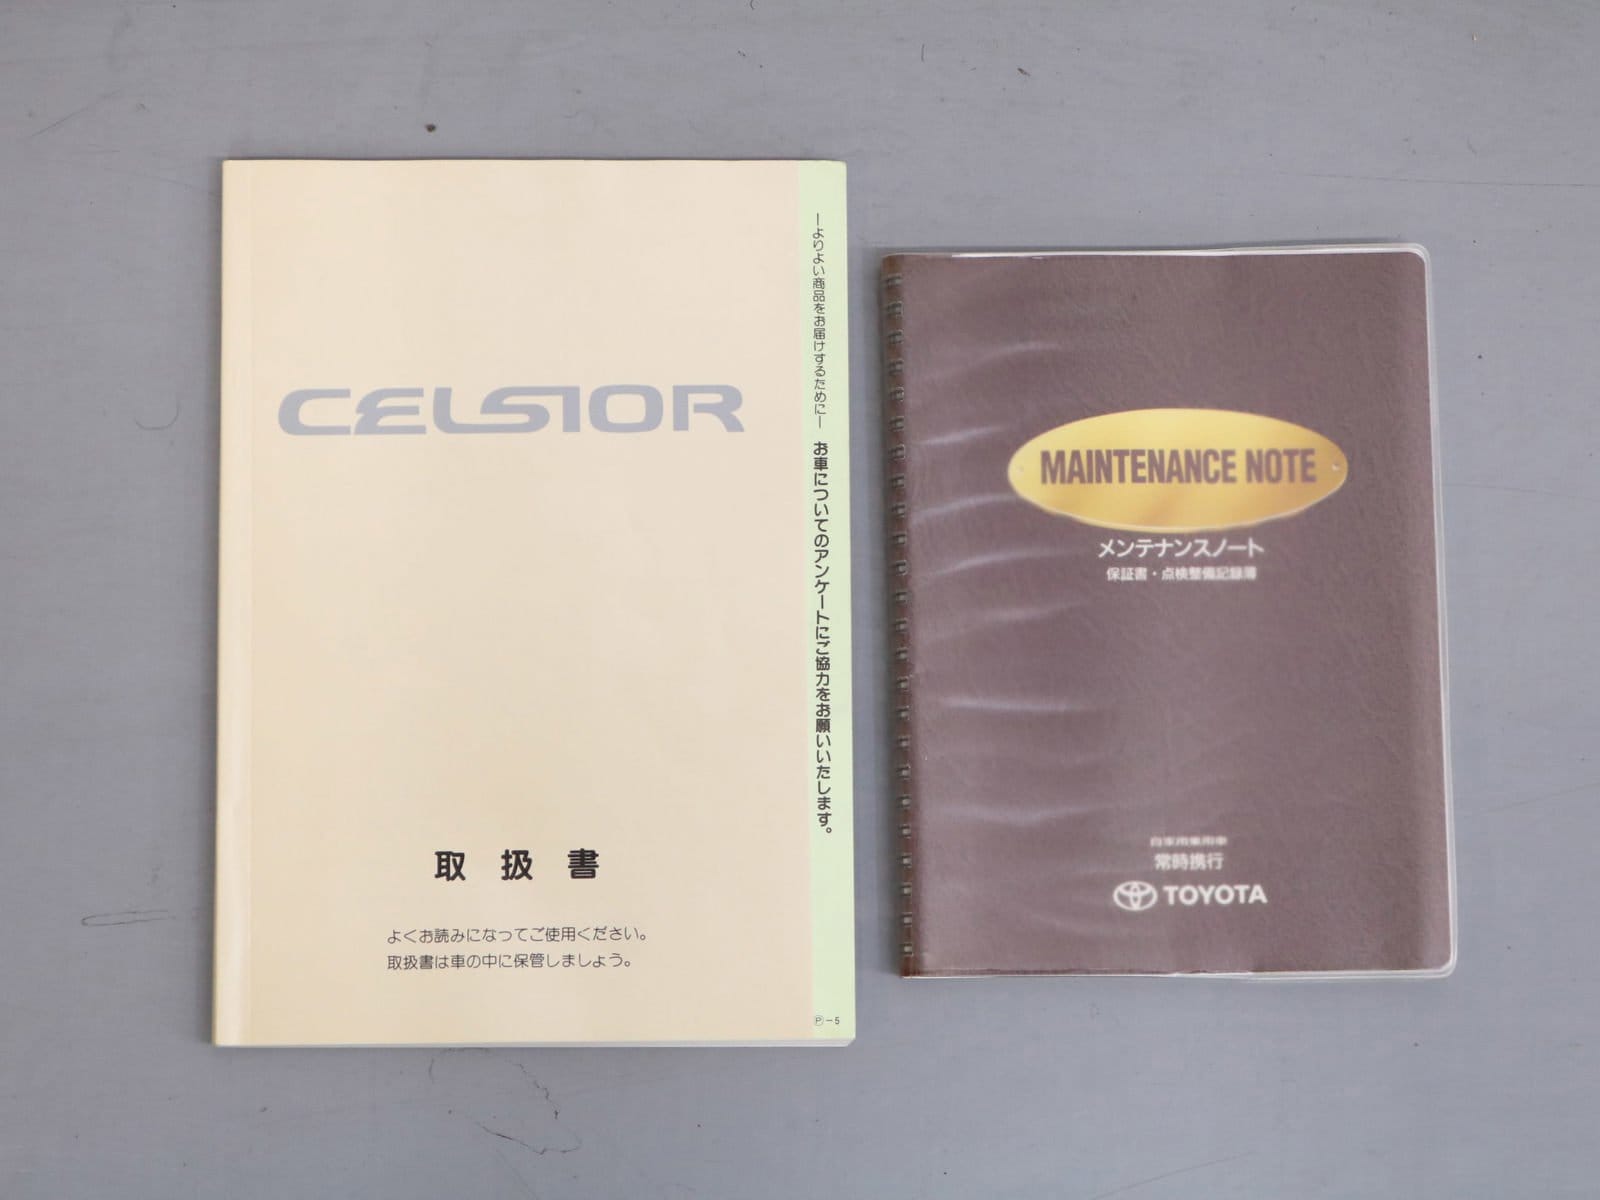 CELSIOR
取扱書
よくお読みになってご使用ください。
取扱書は車の中に保管しましょう。
ーよりよい商品をお届けするためにー お車についてのアンケートにご協力をお願いいたします。
Ⓟ-5
MAINTENANCE NOTE
メンテナンスノート
保証書・点検整備記録簿
自家用乗用車
常時携行
TOYOTA